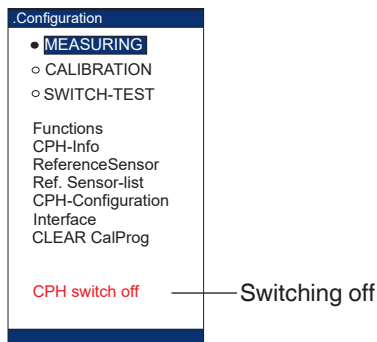 .Configuration
MEASURING
CALIBRATION
SWITCH-TEST
Functions
CPH-Info
ReferenceSensor
Ref. Sensor-list
CPH-Configuration
Interface
CLEAR CalProg
CPH switch off
Switching off